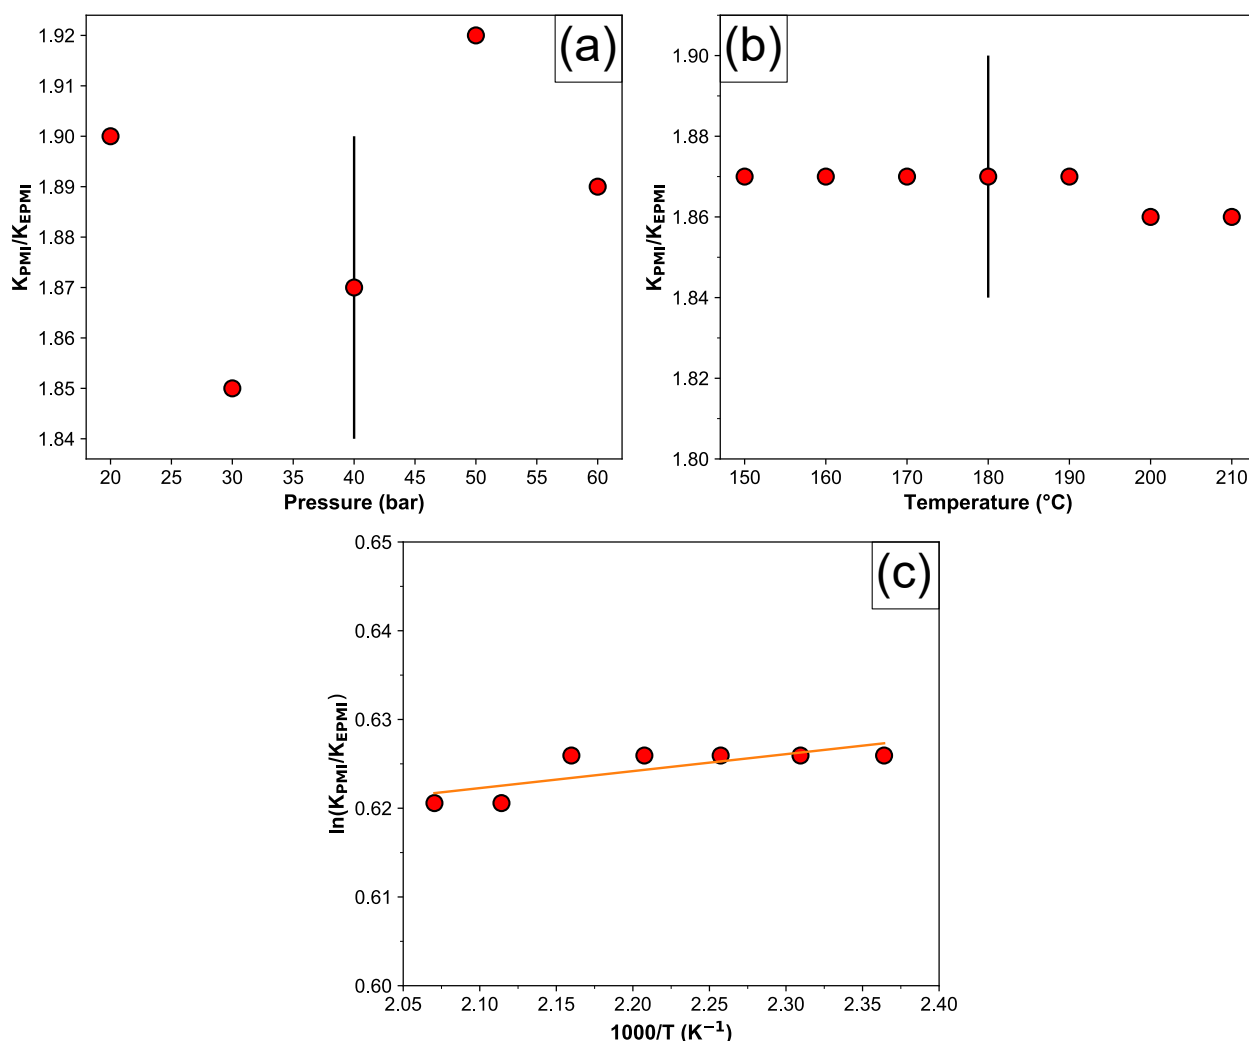 (a)
1.92
1.91
1.90
1.89
1.88
1.87
1.86
1.85
1.84
K_PMI/K_EPMI
20 25 30 35 40 45 50 55 60
Pressure (bar)
(b)
1.90
1.88
1.86
1.84
1.82
1.80
K_PMI/K_EPMI
150 160 170 180 190 200 210
Temperature (°C)
(c)
0.65
0.64
0.63
0.62
0.61
0.60
ln(K_PMI/K_EPMI)
2.05 2.10 2.15 2.20 2.25 2.30 2.35 2.40
1000/T (K⁻¹)